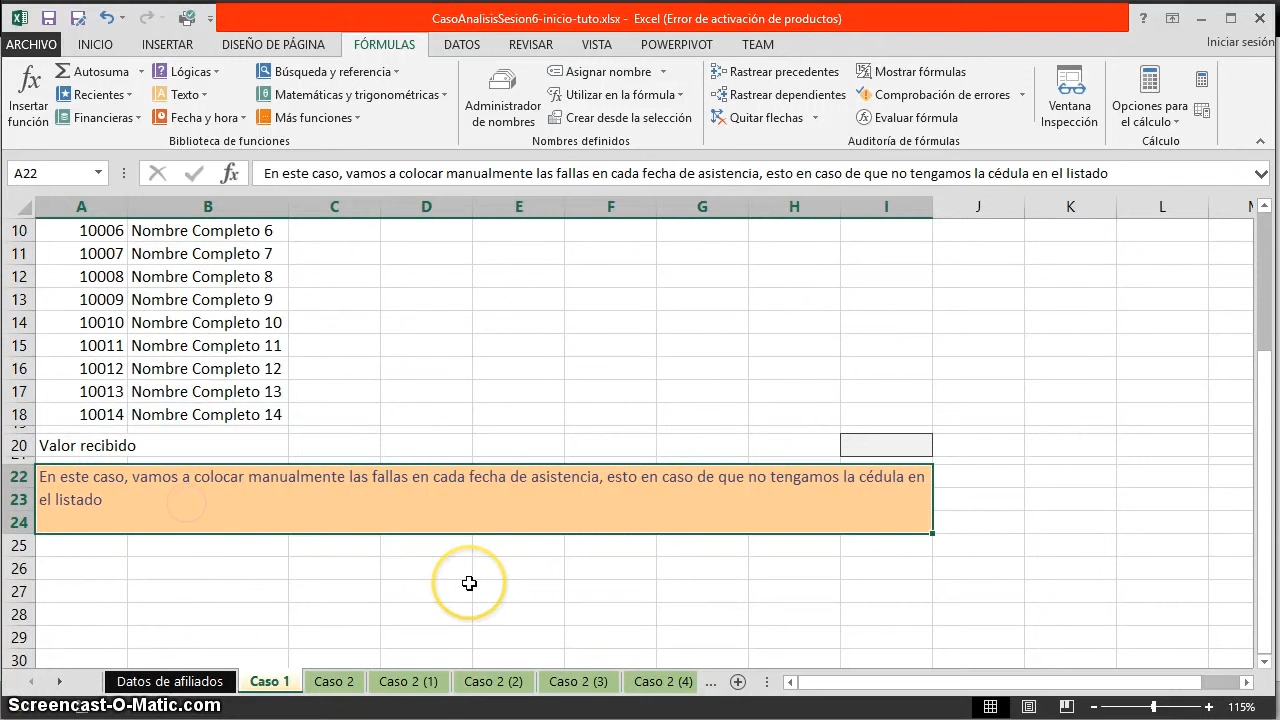 CasoAnalisisSesion6-inicio-tuto.xlsx - Excel (Error de activación de productos)
ARCHIVO INICIO INSERTAR DISEÑO DE PÁGINA FÓRMULAS DATOS REVISAR VISTA POWERPIVOT TEAM Iniciar sesión
Insertar función
Autosuma
Recientes
Financieras
Lógicas
Texto
Fecha y hora
Búsqueda y referencia
Matemáticas y trigonométricas
Más funciones
Biblioteca de funciones
Administrador de nombres
Asignar nombre
Utilizar en la fórmula
Crear desde la selección
Nombres definidos
Rastrear precedentes
Rastrear dependientes
Quitar flechas
Mostrar fórmulas
Comprobación de errores
Evaluar fórmula
Auditoría de fórmulas
Ventana Inspección
Opciones para el cálculo
Cálculo
A22 fx En este caso, vamos a colocar manualmente las fallas en cada fecha de asistencia, esto en caso de que no tengamos la cédula en el listado
A B C D E F G H I J K L M
10 10006 Nombre Completo 6
11 10007 Nombre Completo 7
12 10008 Nombre Completo 8
13 10009 Nombre Completo 9
14 10010 Nombre Completo 10
15 10011 Nombre Completo 11
16 10012 Nombre Completo 12
17 10013 Nombre Completo 13
18 10014 Nombre Completo 14
20 Valor recibido
22 En este caso, vamos a colocar manualmente las fallas en cada fecha de asistencia, esto en caso de que no tengamos la cédula en
23 el listado
24
25
26
27
28
29
30
Datos de afiliados Caso 1 Caso 2 Caso 2 (1) Caso 2 (2) Caso 2 (3) Caso 2 (4) ...
Screencast-O-Matic.com 115%